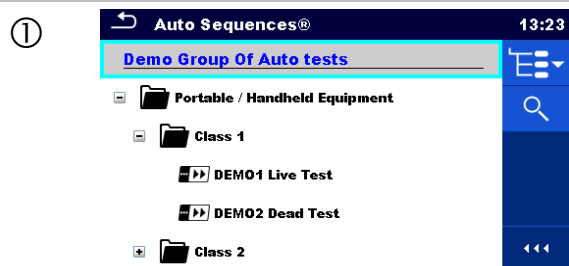 ①
Auto Sequences® 13:23
Demo Group Of Auto tests
Portable / Handheld Equipment
Class 1
DEMO1 Live Test
DEMO2 Dead Test
Class 2